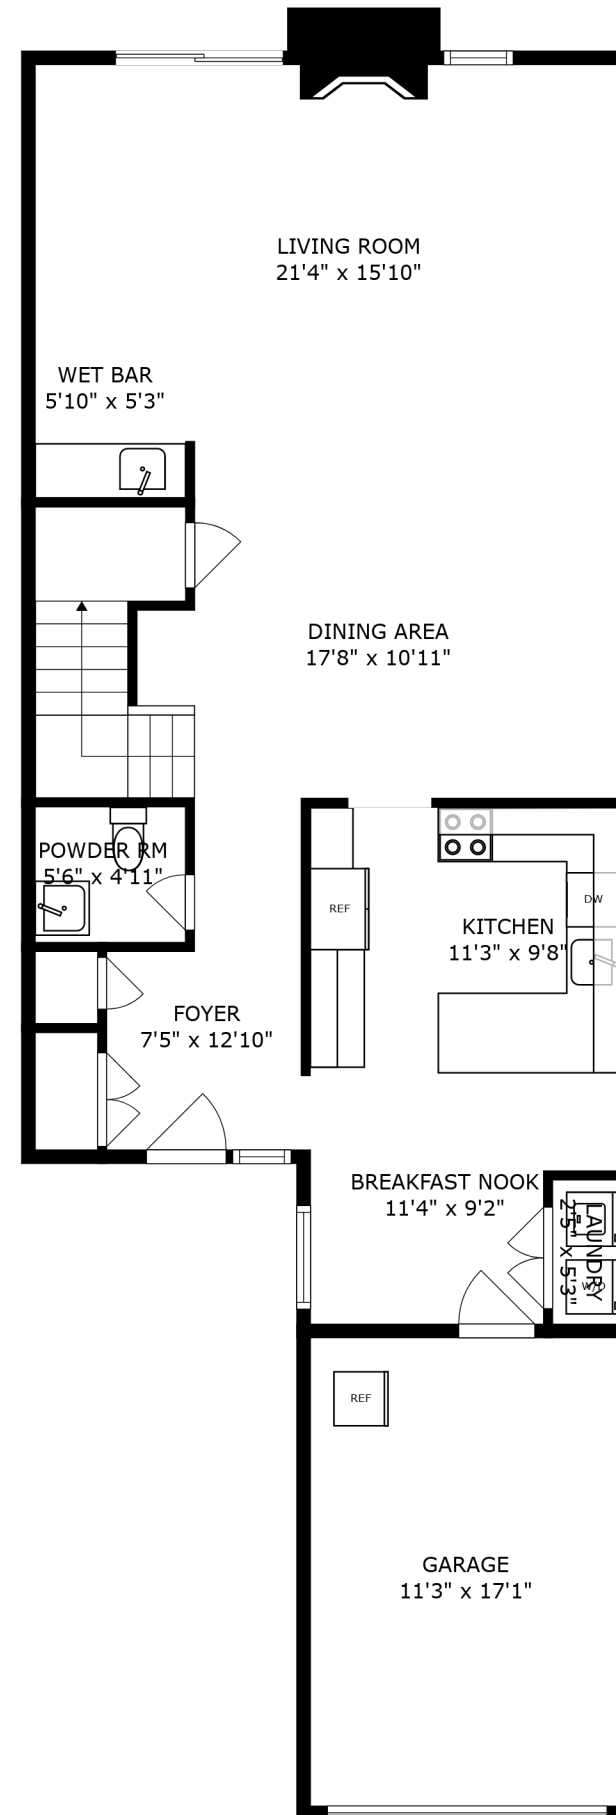 LIVING ROOM
21'4" x 15'10"
WET BAR
5'10" x 5'3"
DINING AREA
17'8" x 10'11"
POWDER RM
5'6" x 4'11"
REF
DW
KITCHEN
11'3" x 9'8"
FOYER
7'5" x 12'10"
BREAKFAST NOOK
11'4" x 9'2"
LAUNDRY
2'5" x 5'3"
W/D
REF
GARAGE
11'3" x 17'1"